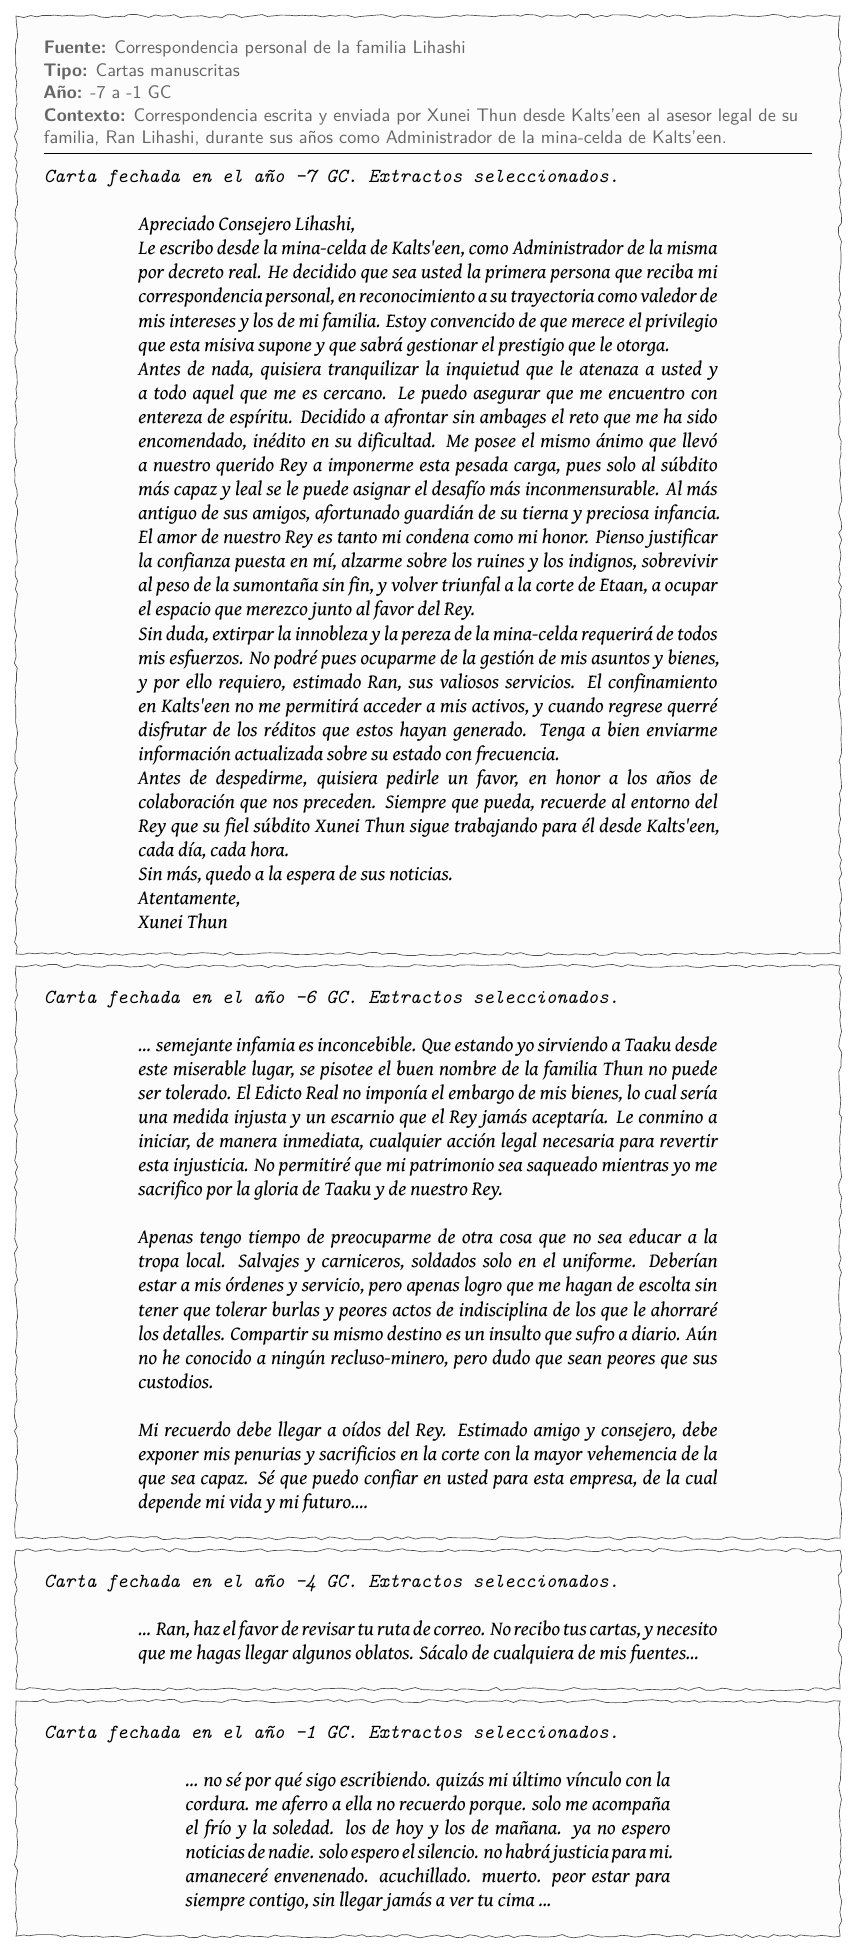 Fuente: Correspondencia personal de la familia Lihashi
Tipo: Cartas manuscritas
Año: -7 a -1 GC
Contexto: Correspondencia escrita y enviada por Xunei Thun desde Kalts'een al asesor legal de su
familia, Ran Lihashi, durante sus años como Administrador de la mina-celda de Kalts'een.
Carta fechada en el año -7 GC. Extractos seleccionados.
Apreciado Consejero Lihashi,
Le escribo desde la mina-celda de Kalts'een, como Administrador de la misma
por decreto real. He decidido que sea usted la primera persona que reciba mi
correspondencia personal, en reconocimiento a su trayectoria como valedor de
mis intereses y los de mi familia. Estoy convencido de que merece el privilegio
que esta misiva supone y que sabrá gestionar el prestigio que le otorga.
Antes de nada, quisiera tranquilizar la inquietud que le atenaza a usted y
a todo aquel que me es cercano. Le puedo asegurar que me encuentro con
entereza de espíritu. Decidido a afrontar sin ambages el reto que me ha sido
encomendado, inédito en su dificultad. Me posee el mismo ánimo que llevó
a nuestro querido Rey a imponerme esta pesada carga, pues solo al súbdito
más capaz y leal se le puede asignar el desafío más inconmensurable. Al más
antiguo de sus amigos, afortunado guardián de su tierna y preciosa infancia.
El amor de nuestro Rey es tanto mi condena como mi honor. Pienso justificar
la confianza puesta en mí, alzarme sobre los ruines y los indignos, sobrevivir
al peso de la sumontaña sin fin, y volver triunfal a la corte de Etaan, a ocupar
el espacio que merezco junto al favor del Rey.
Sin duda, extirpar la innobleza y la pereza de la mina-celda requerirá de todos
mis esfuerzos. No podré pues ocuparme de la gestión de mis asuntos y bienes,
y por ello requiero, estimado Ran, sus valiosos servicios. El confinamiento
en Kalts'een no me permitirá acceder a mis activos, y cuando regrese querré
disfrutar de los réditos que estos hayan generado. Tenga a bien enviarme
información actualizada sobre su estado con frecuencia.
Antes de despedirme, quisiera pedirle un favor, en honor a los años de
colaboración que nos preceden. Siempre que pueda, recuerde al entorno del
Rey que su fiel súbdito Xunei Thun sigue trabajando para él desde Kalts'een,
cada día, cada hora.
Sin más, quedo a la espera de sus noticias.
Atentamente,
Xunei Thun
Carta fechada en el año -6 GC. Extractos seleccionados.
... semejante infamia es inconcebible. Que estando yo sirviendo a Taaku desde
este miserable lugar, se pisotee el buen nombre de la familia Thun no puede
ser tolerado. El Edicto Real no imponía el embargo de mis bienes, lo cual sería
una medida injusta y un escarnio que el Rey jamás aceptaría. Le conmino a
iniciar, de manera inmediata, cualquier acción legal necesaria para revertir
esta injusticia. No permitiré que mi patrimonio sea saqueado mientras yo me
sacrifico por la gloria de Taaku y de nuestro Rey.
Apenas tengo tiempo de preocuparme de otra cosa que no sea educar a la
tropa local. Salvajes y carniceros, soldados solo en el uniforme. Deberían
estar a mis órdenes y servicio, pero apenas logro que me hagan de escolta sin
tener que tolerar burlas y peores actos de indisciplina de los que le ahorraré
los detalles. Compartir su mismo destino es un insulto que sufro a diario. Aún
no he conocido a ningún recluso-minero, pero dudo que sean peores que sus
custodios.
Mi recuerdo debe llegar a oídos del Rey. Estimado amigo y consejero, debe
exponer mis penurias y sacrificios en la corte con la mayor vehemencia de la
que sea capaz. Sé que puedo confiar en usted para esta empresa, de la cual
depende mi vida y mi futuro....
Carta fechada en el año -4 GC. Extractos seleccionados.
... Ran, haz el favor de revisar tu ruta de correo. No recibo tus cartas, y necesito
que me hagas llegar algunos oblatos. Sácalo de cualquiera de mis fuentes...
Carta fechada en el año -1 GC. Extractos seleccionados.
... no sé por qué sigo escribiendo. quizás mi último vínculo con la
cordura. me aferro a ella no recuerdo porque. solo me acompaña
el frío y la soledad. los de hoy y los de mañana. ya no espero
noticias de nadie. solo espero el silencio. no habrá justicia para mi.
amaneceré envenenado. acuchillado. muerto. peor estar para
siempre contigo, sin llegar jamás a ver tu cima ...